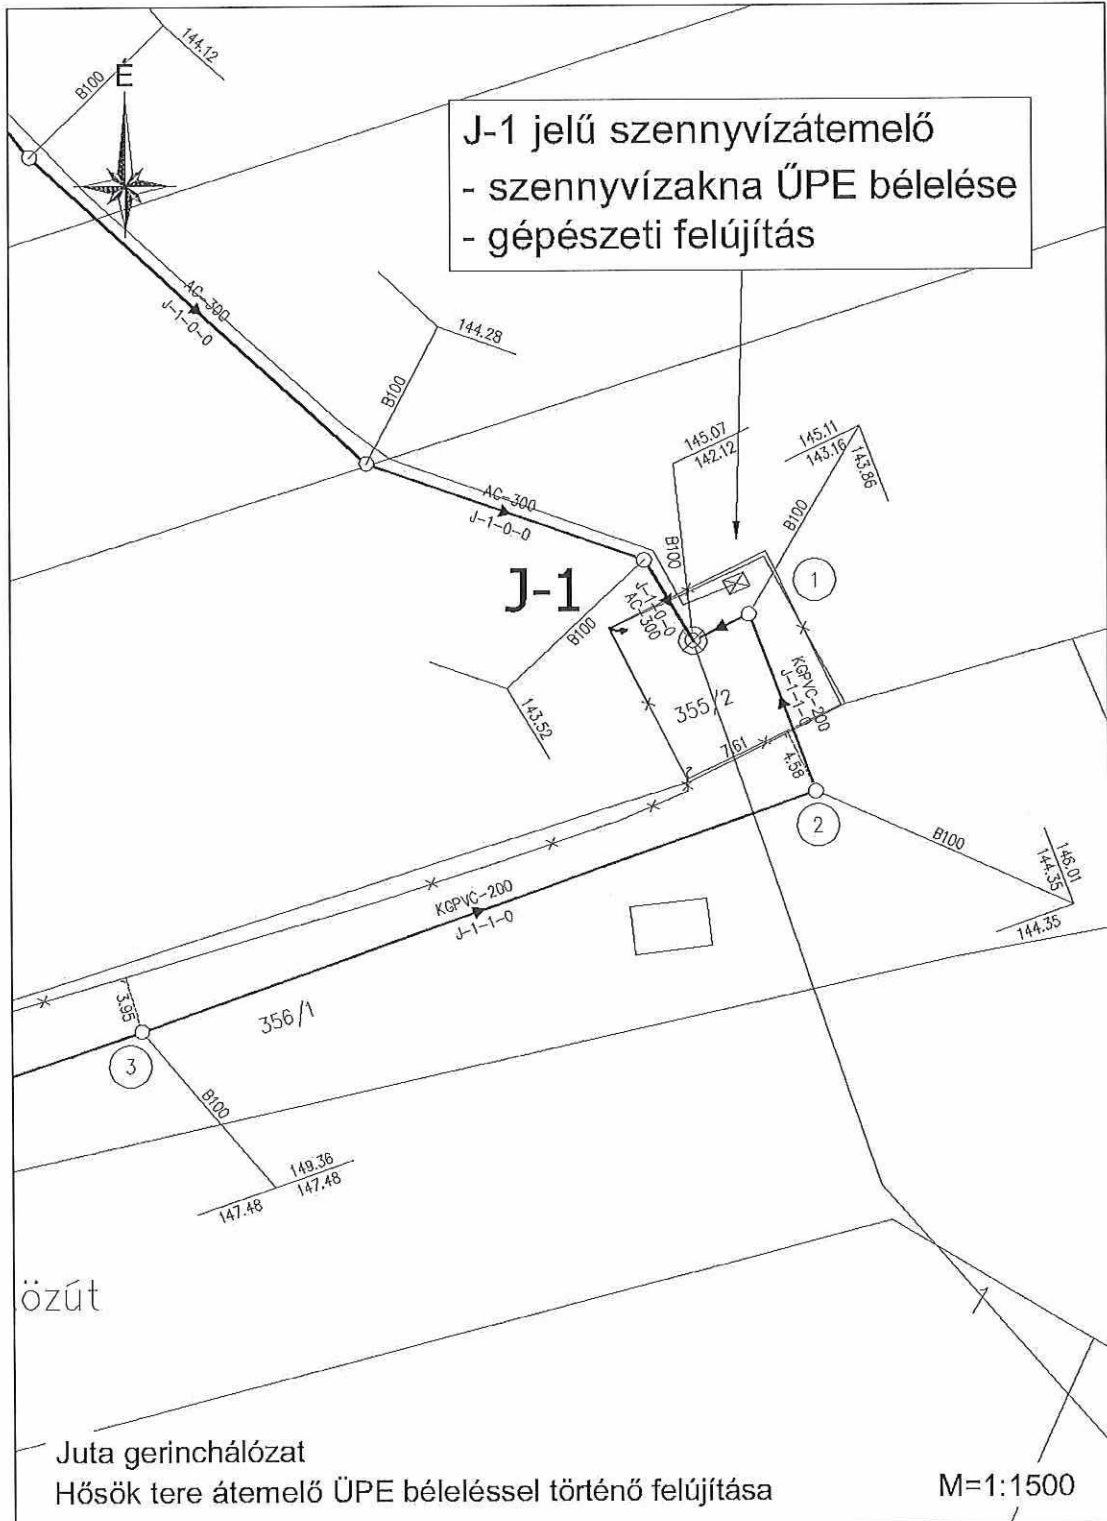 144.12
B100
É
J-1 jelű szennyvízátemelő
- szennyvízakna ŰPE bélelése
- gépészeti felújítás
AC-300
J-1-0-0
144.28
B100
145.07
142.12
145.11
143.16
143.86
AC-300
J-1-0-0
B100
B100
J-1
1
J-1-0-0
AC-300
B100
KGPVC-200
J-1-1-0
355/2
143.52
7.61
4.58
2
B100
146.01
144.35
144.35
KGPVC-200
J-1-1-0
3.95
356/1
3
B100
149.36
147.48
147.48
özút
Juta gerinchálózat
Hősök tere átemelő ÜPE béleléssel történő felújítása
M=1:1500